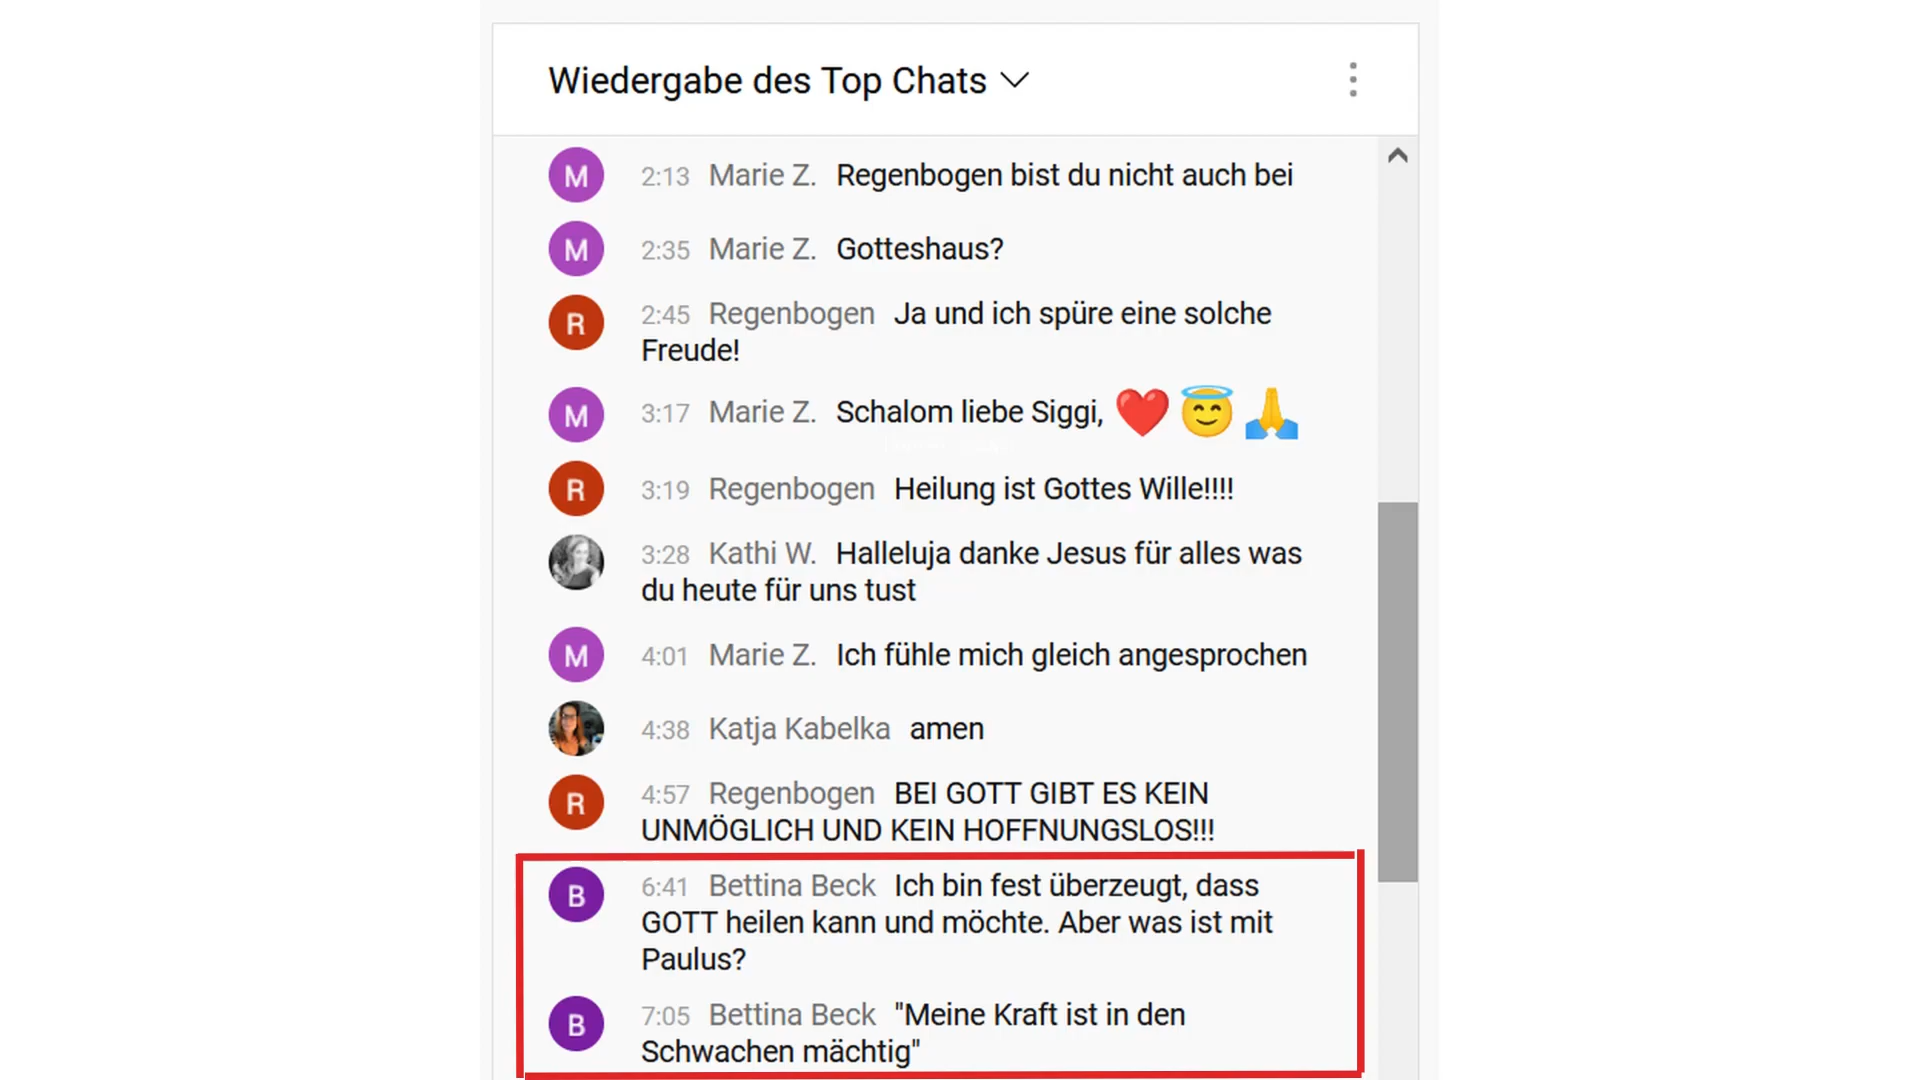 Wiedergabe des Top Chats
M 2:13 Marie Z. Regenbogen bist du nicht auch bei
M 2:35 Marie Z. Gotteshaus?
R 2:45 Regenbogen Ja und ich spüre eine solche
Freude!
M 3:17 Marie Z. Schalom liebe Siggi, ❤️😇🙏
R 3:19 Regenbogen Heilung ist Gottes Wille!!!!
3:28 Kathi W. Halleluja danke Jesus für alles was
du heute für uns tust
M 4:01 Marie Z. Ich fühle mich gleich angesprochen
4:38 Katja Kabelka amen
R 4:57 Regenbogen BEI GOTT GIBT ES KEIN
UNMÖGLICH UND KEIN HOFFNUNGSLOS!!!
B 6:41 Bettina Beck Ich bin fest überzeugt, dass
GOTT heilen kann und möchte. Aber was ist mit
Paulus?
B 7:05 Bettina Beck "Meine Kraft ist in den
Schwachen mächtig"